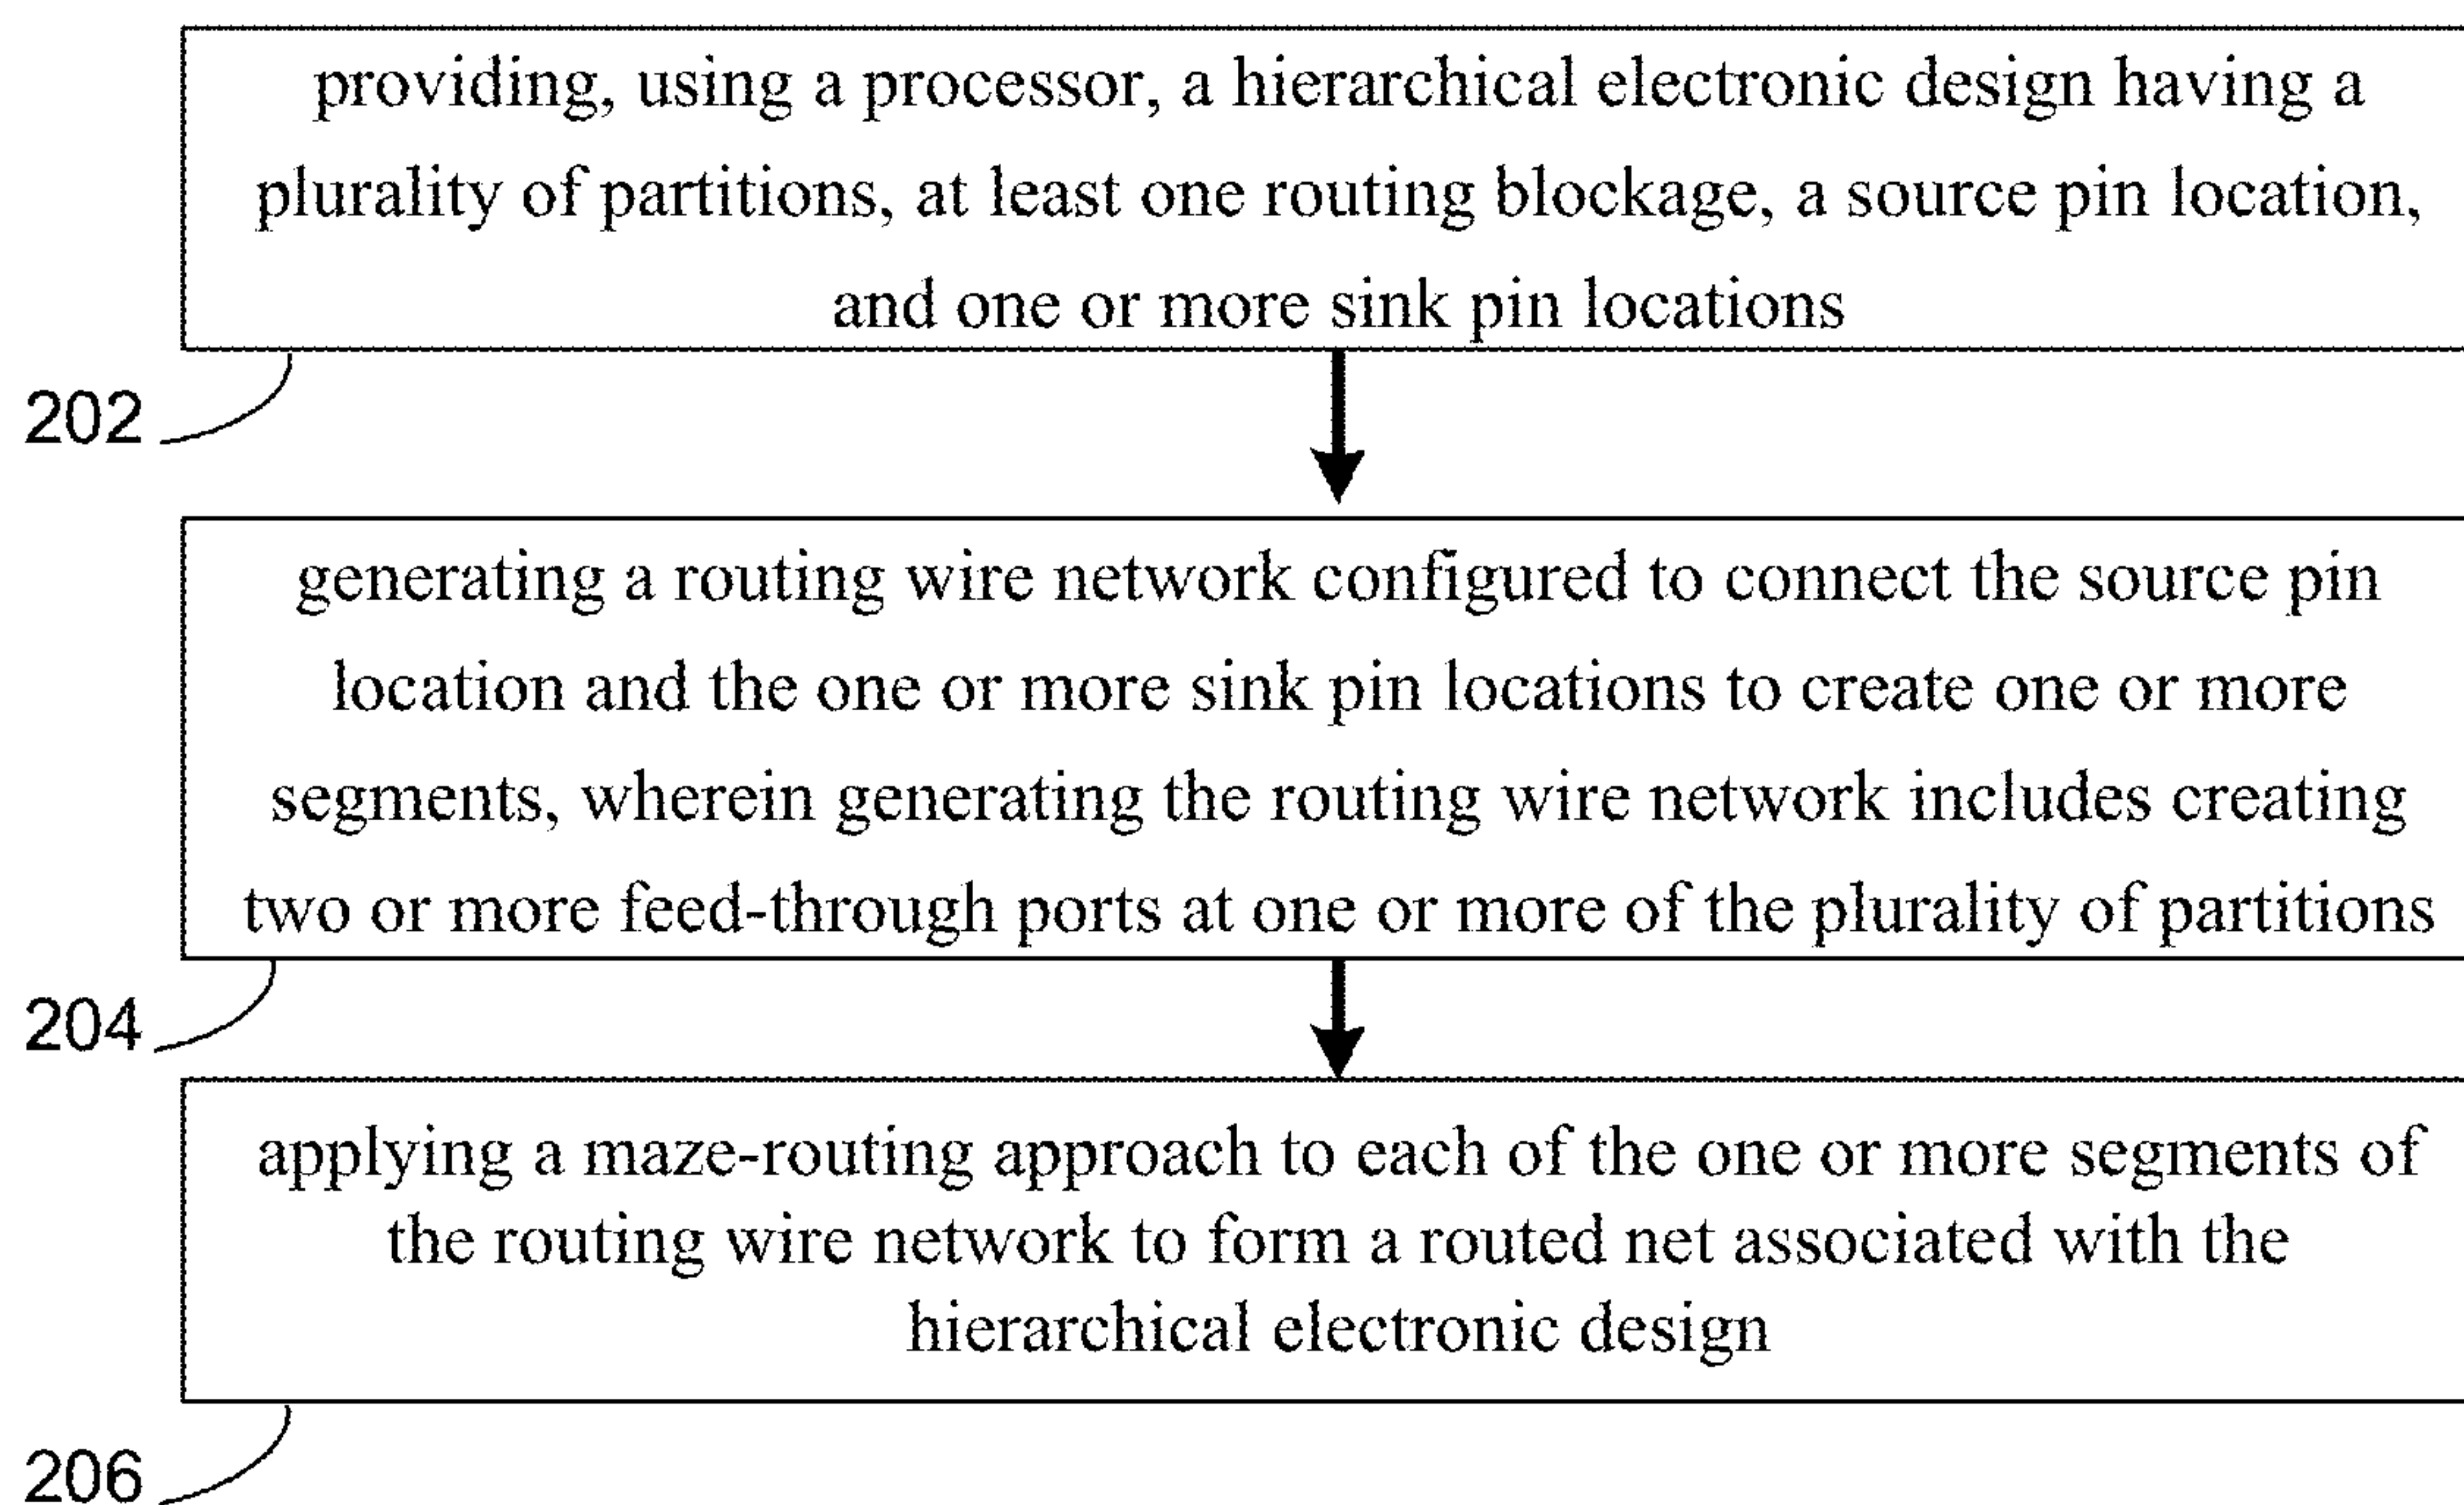 providing, using a processor, a hierarchical electronic design having a
plurality of partitions, at least one routing blockage, a source pin location,
and one or more sink pin locations
202
generating a routing wire network configured to connect the source pin
location and the one or more sink pin locations to create one or more
segments, wherein generating the routing wire network includes creating
two or more feed-through ports at one or more of the plurality of partitions
204
applying a maze-routing approach to each of the one or more segments of
the routing wire network to form a routed net associated with the
hierarchical electronic design
206